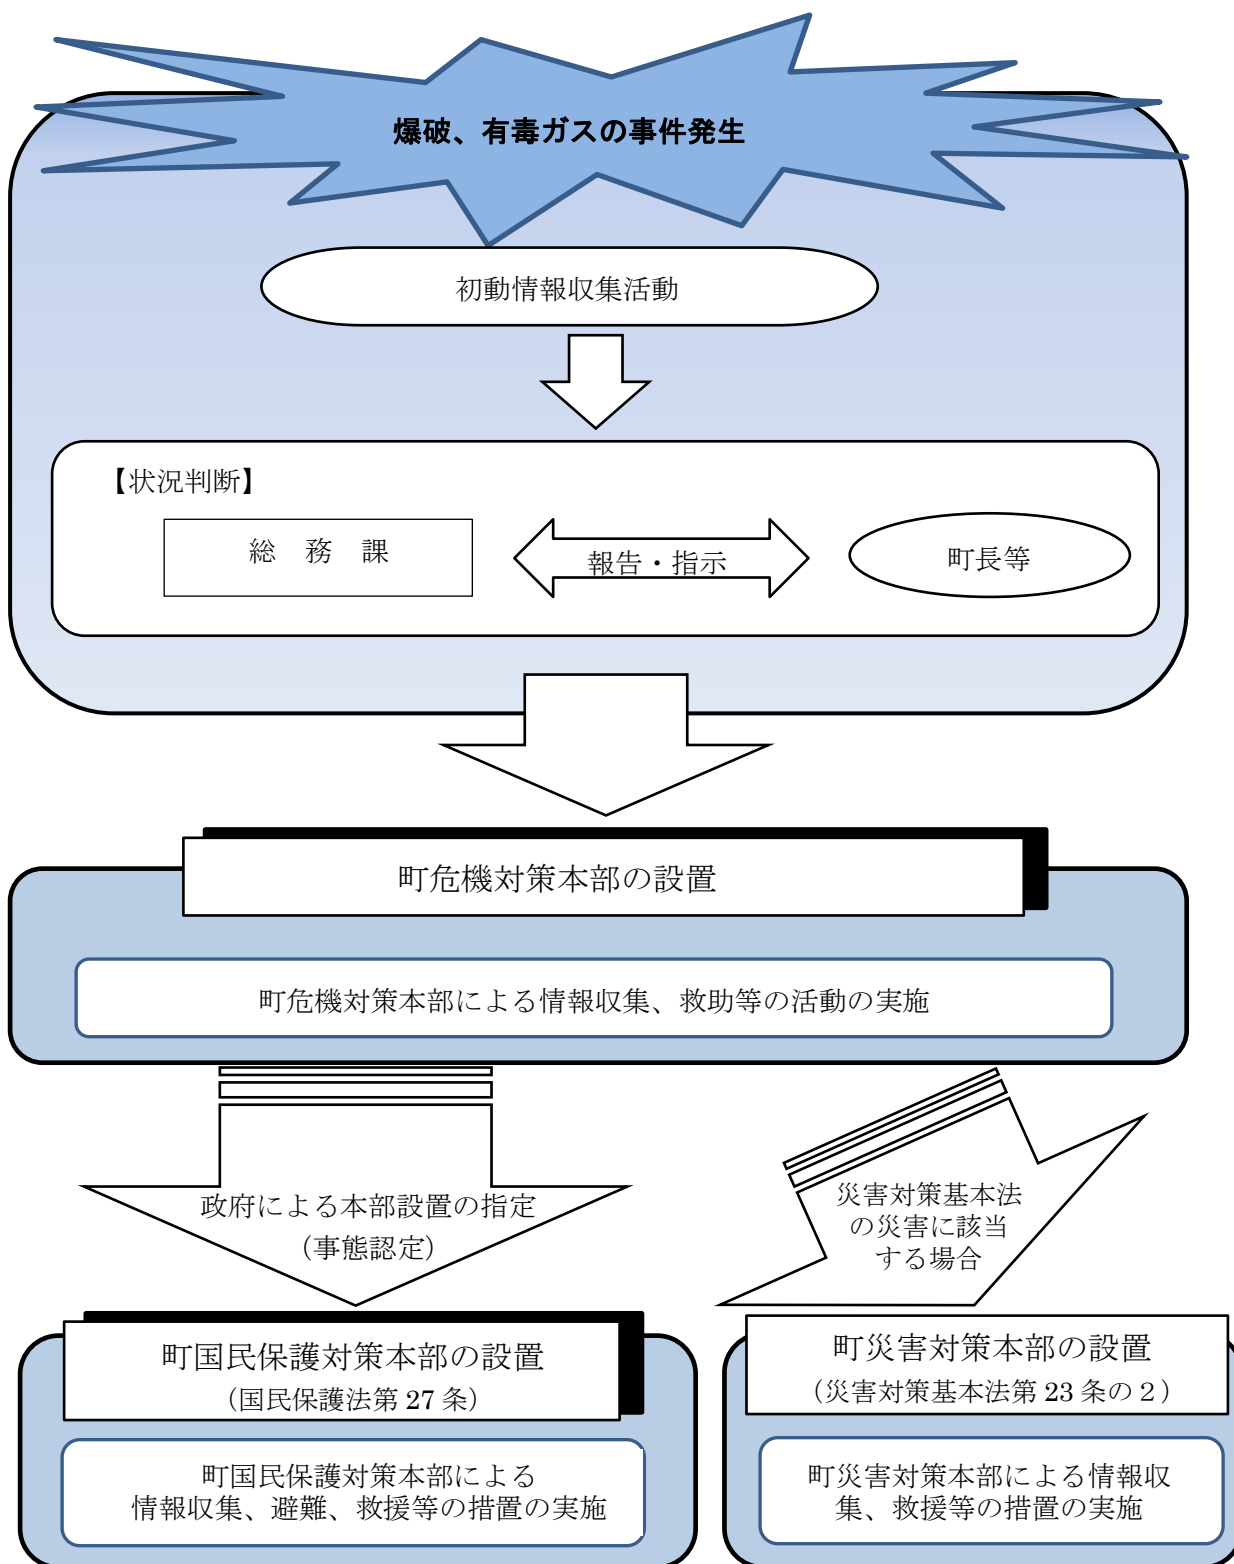 爆破、有毒ガスの事件発生
初動情報収集活動
【状況判断】
総　務　課
報告・指示
町長等
町危機対策本部の設置
町危機対策本部による情報収集、救助等の活動の実施
政府による本部設置の指定
（事態認定）
災害対策基本法
の災害に該当
する場合
町国民保護対策本部の設置
（国民保護法第 27 条）
町国民保護対策本部による
情報収集、避難、救援等の措置の実施
町災害対策本部の設置
（災害対策基本法第 23 条の 2 ）
町災害対策本部による情報収
集、救援等の措置の実施